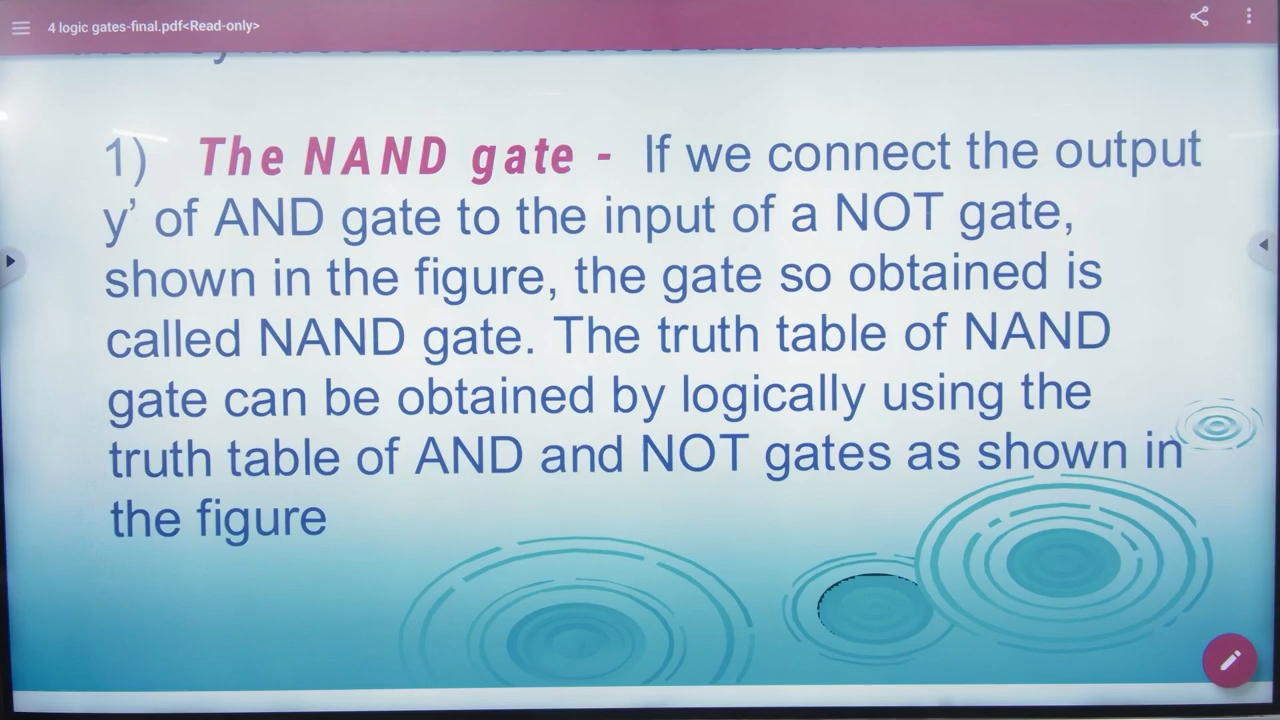 4 logic gates-final.pdf<Read-only>
1) The NAND gate - If we connect the output
y’ of AND gate to the input of a NOT gate,
shown in the figure, the gate so obtained is
called NAND gate. The truth table of NAND
gate can be obtained by logically using the
truth table of AND and NOT gates as shown in
the figure